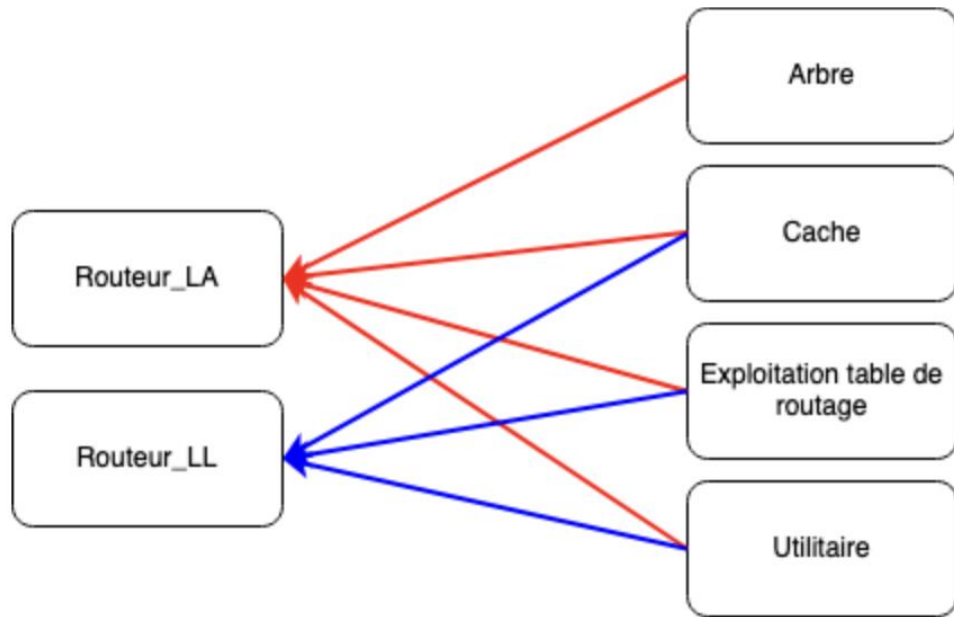 Arbre
Cache
Routeur_LA
Exploitation table de
routage
Routeur_LL
Utilitaire